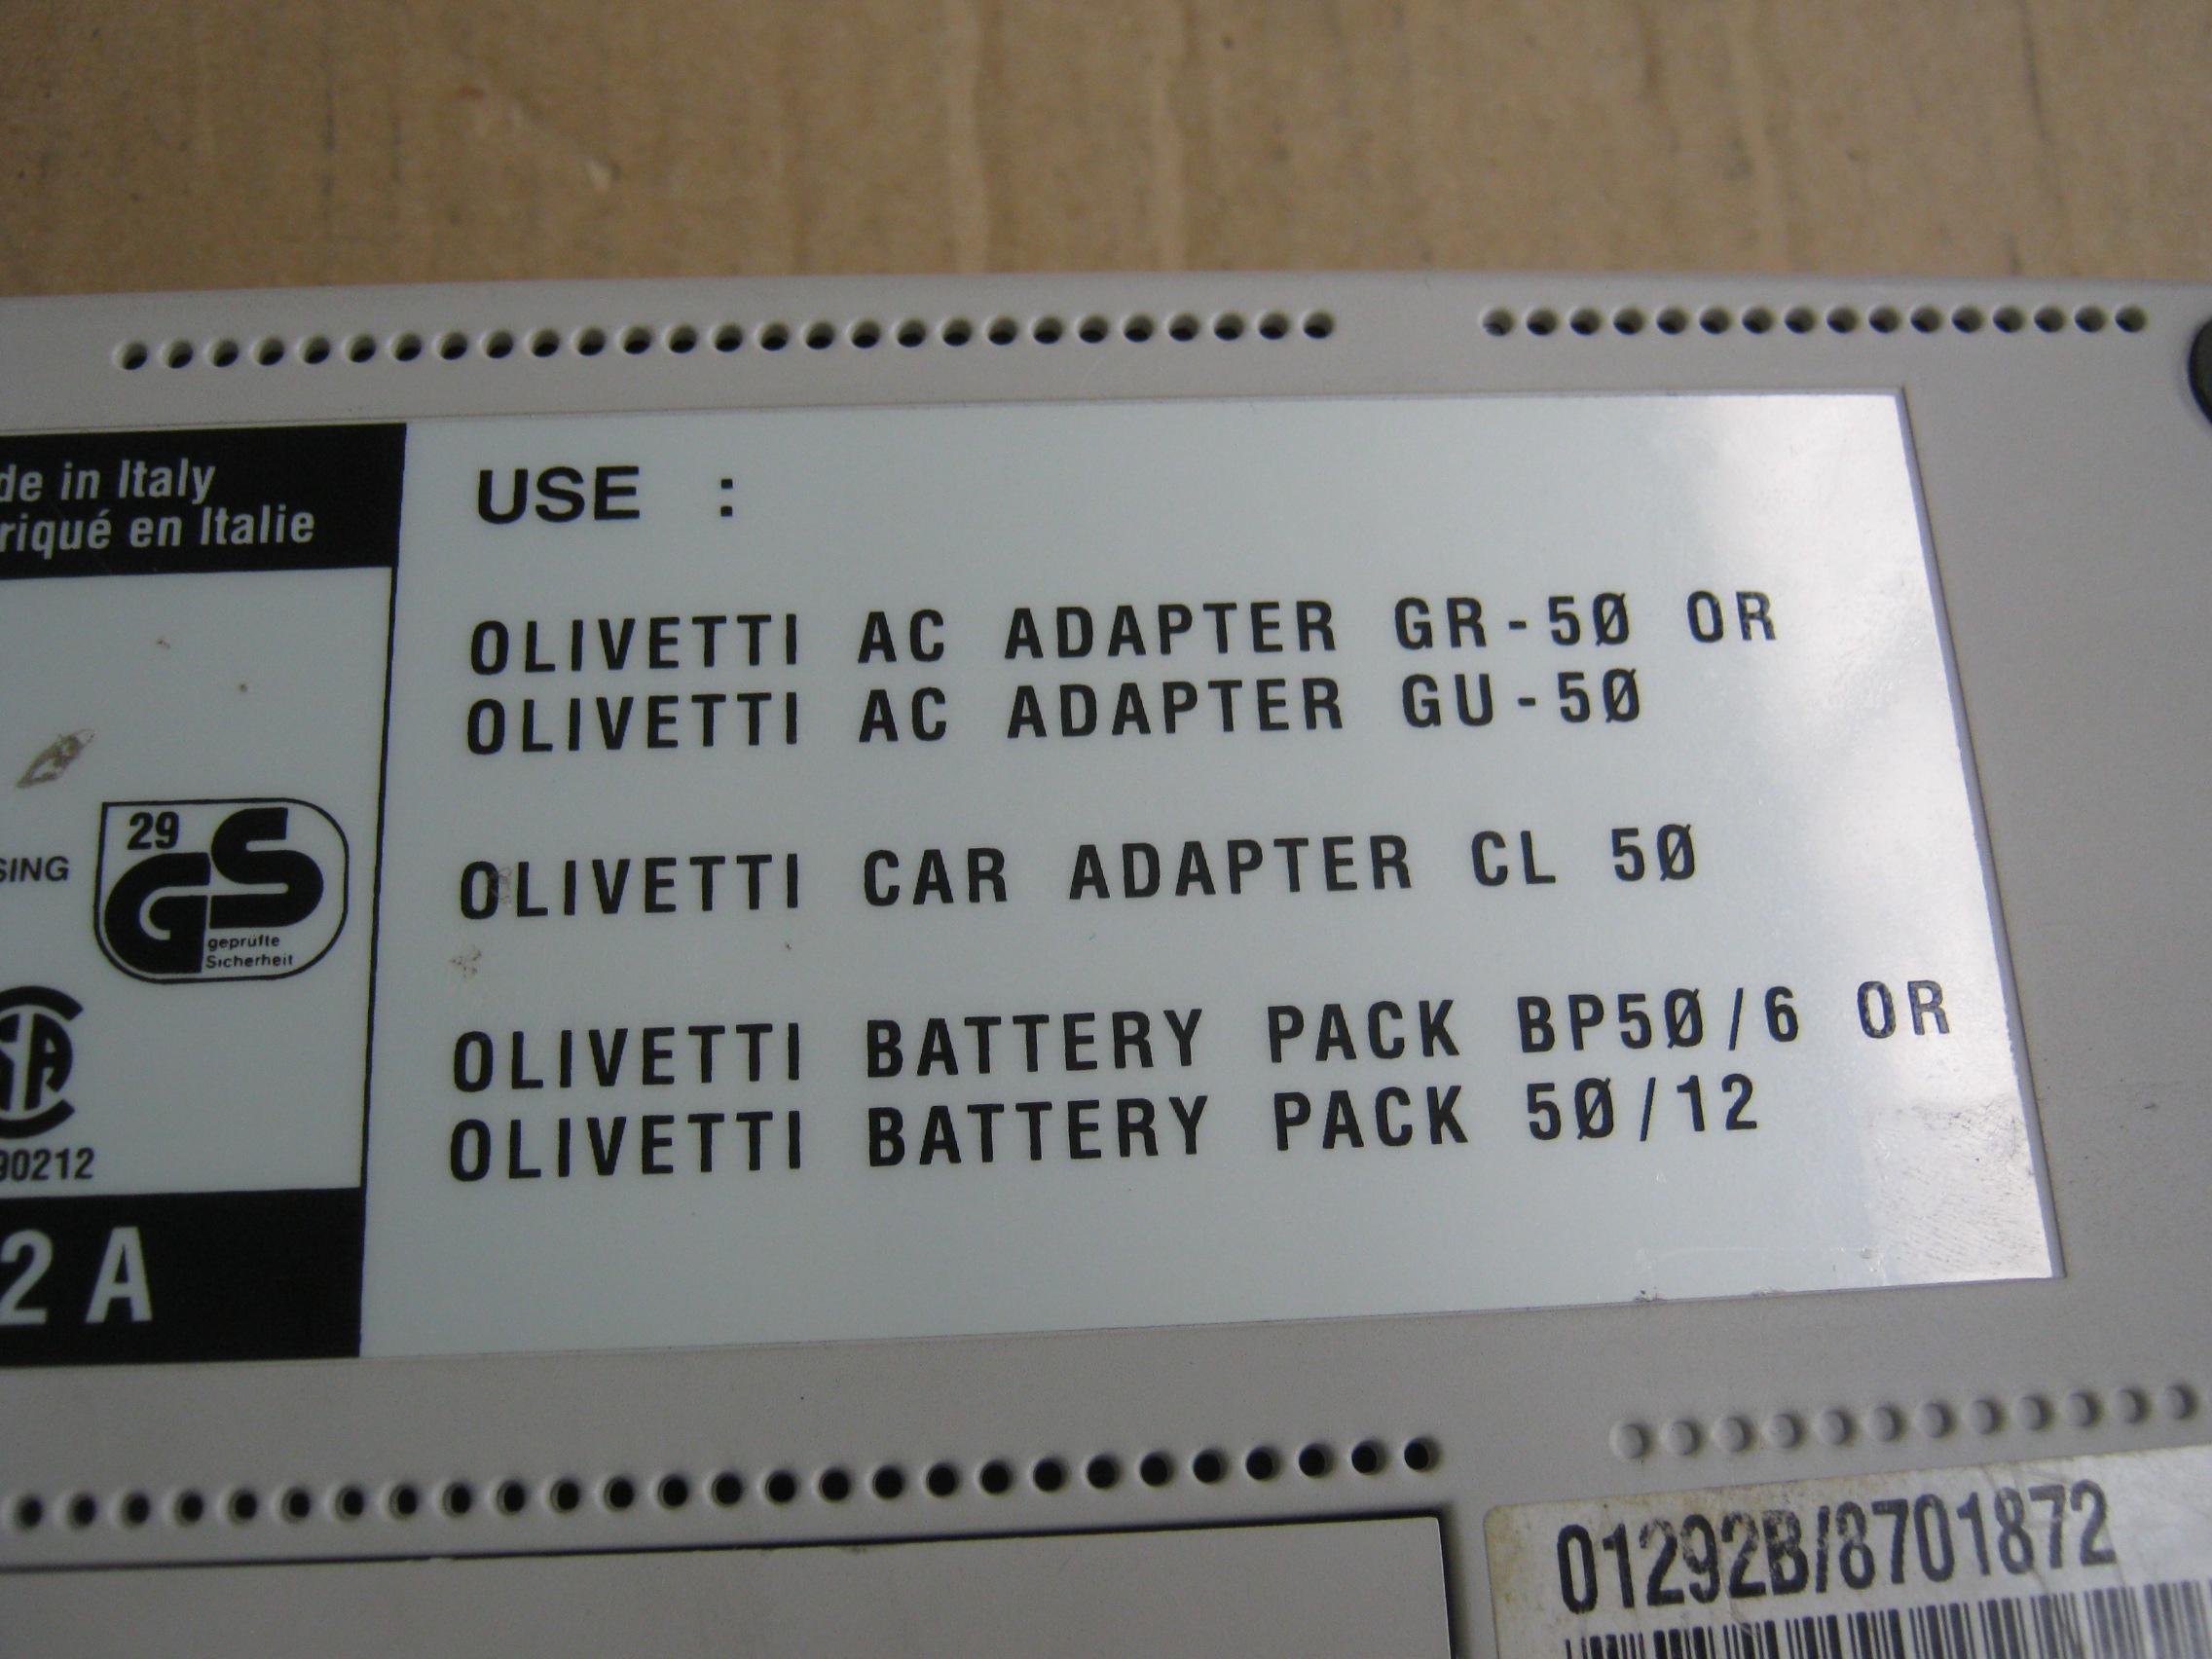 de in Italy
riqué en Italie
USE :
OLIVETTI AC ADAPTER GR-5Ø OR
OLIVETTI AC ADAPTER GU-5Ø
OLIVETTI CAR ADAPTER CL 5Ø
OLIVETTI BATTERY PACK BP5Ø/6 OR
OLIVETTI BATTERY PACK 5Ø/12
SING
29
GS
geprüfte
Sicherheit
90212
2 A
01292B/8701872